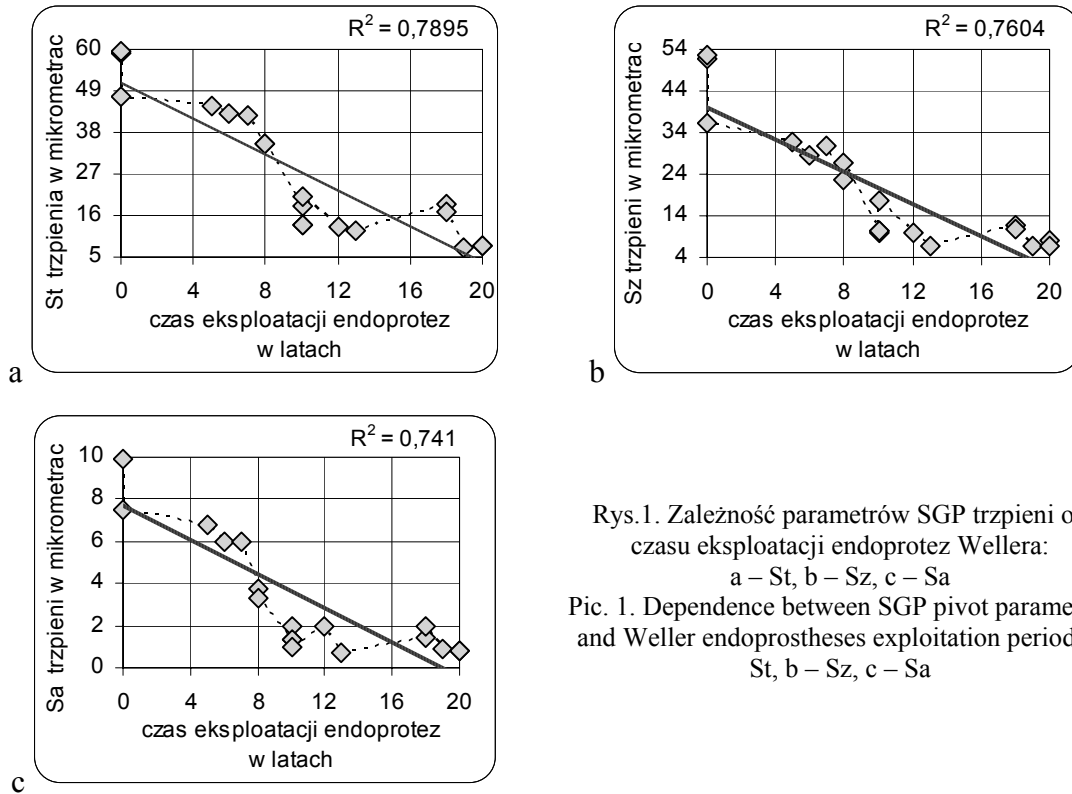 R² = 0,7895
St trzpienia w mikrometrac
60
49
38
27
16
5
0 4 8 12 16 20
czas eksploatacji endoprotez
w latach
a
R² = 0,7604
Sz trzpieni w mikrometrac
54
44
34
24
14
4
0 4 8 12 16 20
czas eksploatacji endoprotez
w latach
b
R² = 0,741
Sa trzpieni w mikrometrac
10
8
6
4
2
0
0 4 8 12 16 20
czas eksploatacji endoprotez
w latach
c
Rys.1. Zależność parametrów SGP trzpieni o
czasu eksploatacji endoprotez Wellera:
a – St, b – Sz, c – Sa
Pic. 1. Dependence between SGP pivot parame
and Weller endoprostheses exploitation period
St, b – Sz, c – Sa